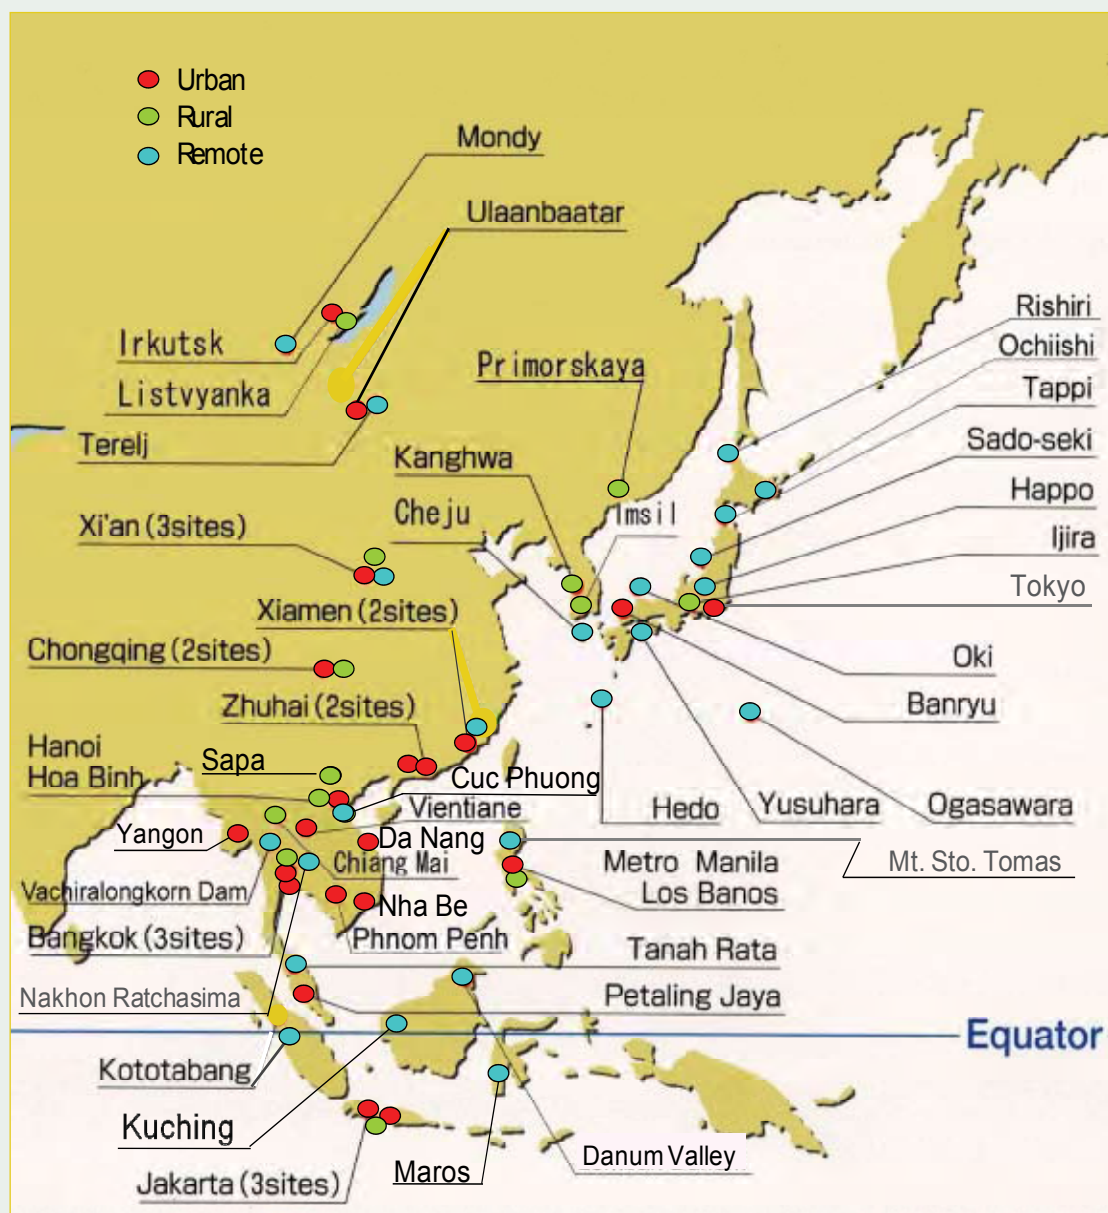 Urban
Rural
Remote
Mondy
Ulaanbaatar
Rishiri
Irkutsk
Ochiishi
Primorskaya
Listvyanka
Tappi
Terelj
Kanghwa
Sado-seki
Happo
Xi'an (3sites)
Cheju
Imsil
Ijira
Tokyo
Xiamen (2sites)
Chongqing (2sites)
Oki
Zhuhai (2sites)
Banryu
Hanoi
Hoa Binh
Sapa
Cuc Phuong
Vientiane
Hedo
Yusuhara
Ogasawara
Yangon
Da Nang
Chiang Mai
Metro Manila
Los Banos
Mt. Sto. Tomas
Vachiralongkorn Dam
Nha Be
Bangkok (3sites)
Phnom Penh
Tanah Rata
Nakhon Ratchasima
Petaling Jaya
Equator
Kototabang
Kuching
Danum Valley
Maros
Jakarta (3sites)